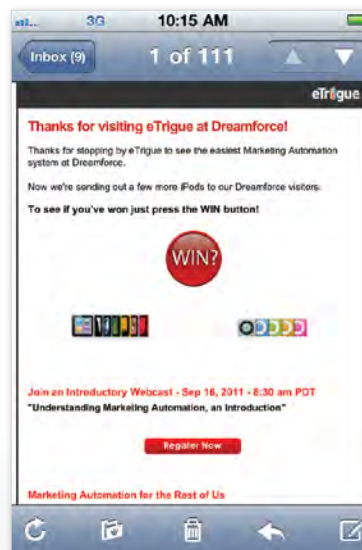 3G 10:15 AM
Inbox (9) 1 of 111
eTrigue
Thanks for visiting eTrigue at Dreamforce!
Thanks for stopping by eTrigue to see the easiest Marketing Automation
system at Dreamforce.
Now we're sending out a few more iPods to our Dreamforce visitors.
To see if you've won just press the WIN button!
WIN?
Join an Introductory Webcast - Sep 16, 2011 - 8:30 am PDT
"Understanding Marketing Automation, an Introduction"
Register Now
Marketing Automation for the Rest of Us